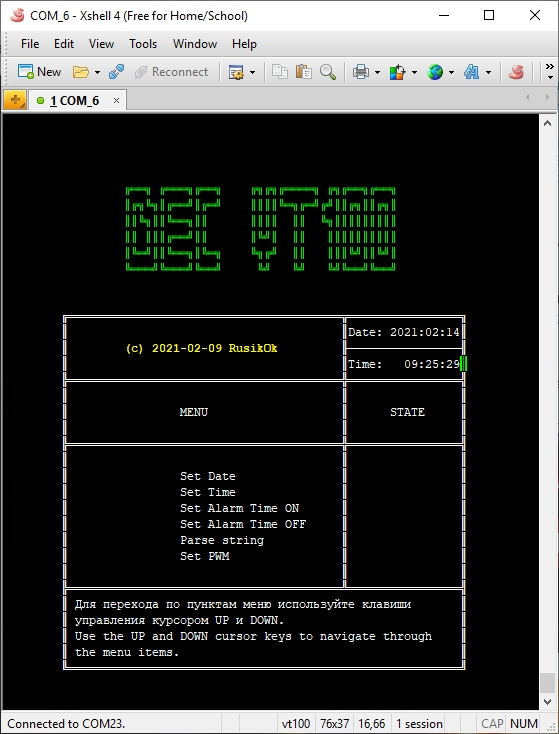 COM_6 - Xshell 4 (Free for Home/School)
File Edit View Tools Window Help
New Reconnect
1 COM_6
DEC VT100
Date: 2021:02:14
(c) 2021-02-09 RusikOk
Time: 09:25:29
MENU STATE
Set Date
Set Time
Set Alarm Time ON
Set Alarm Time OFF
Parse string
Set PWM
Для перехода по пунктам меню используйте клавиши
управления курсором UP и DOWN.
Use the UP and DOWN cursor keys to navigate through
the menu items.
Connected to COM23. vt100 76x37 16,66 1 session CAP NUM